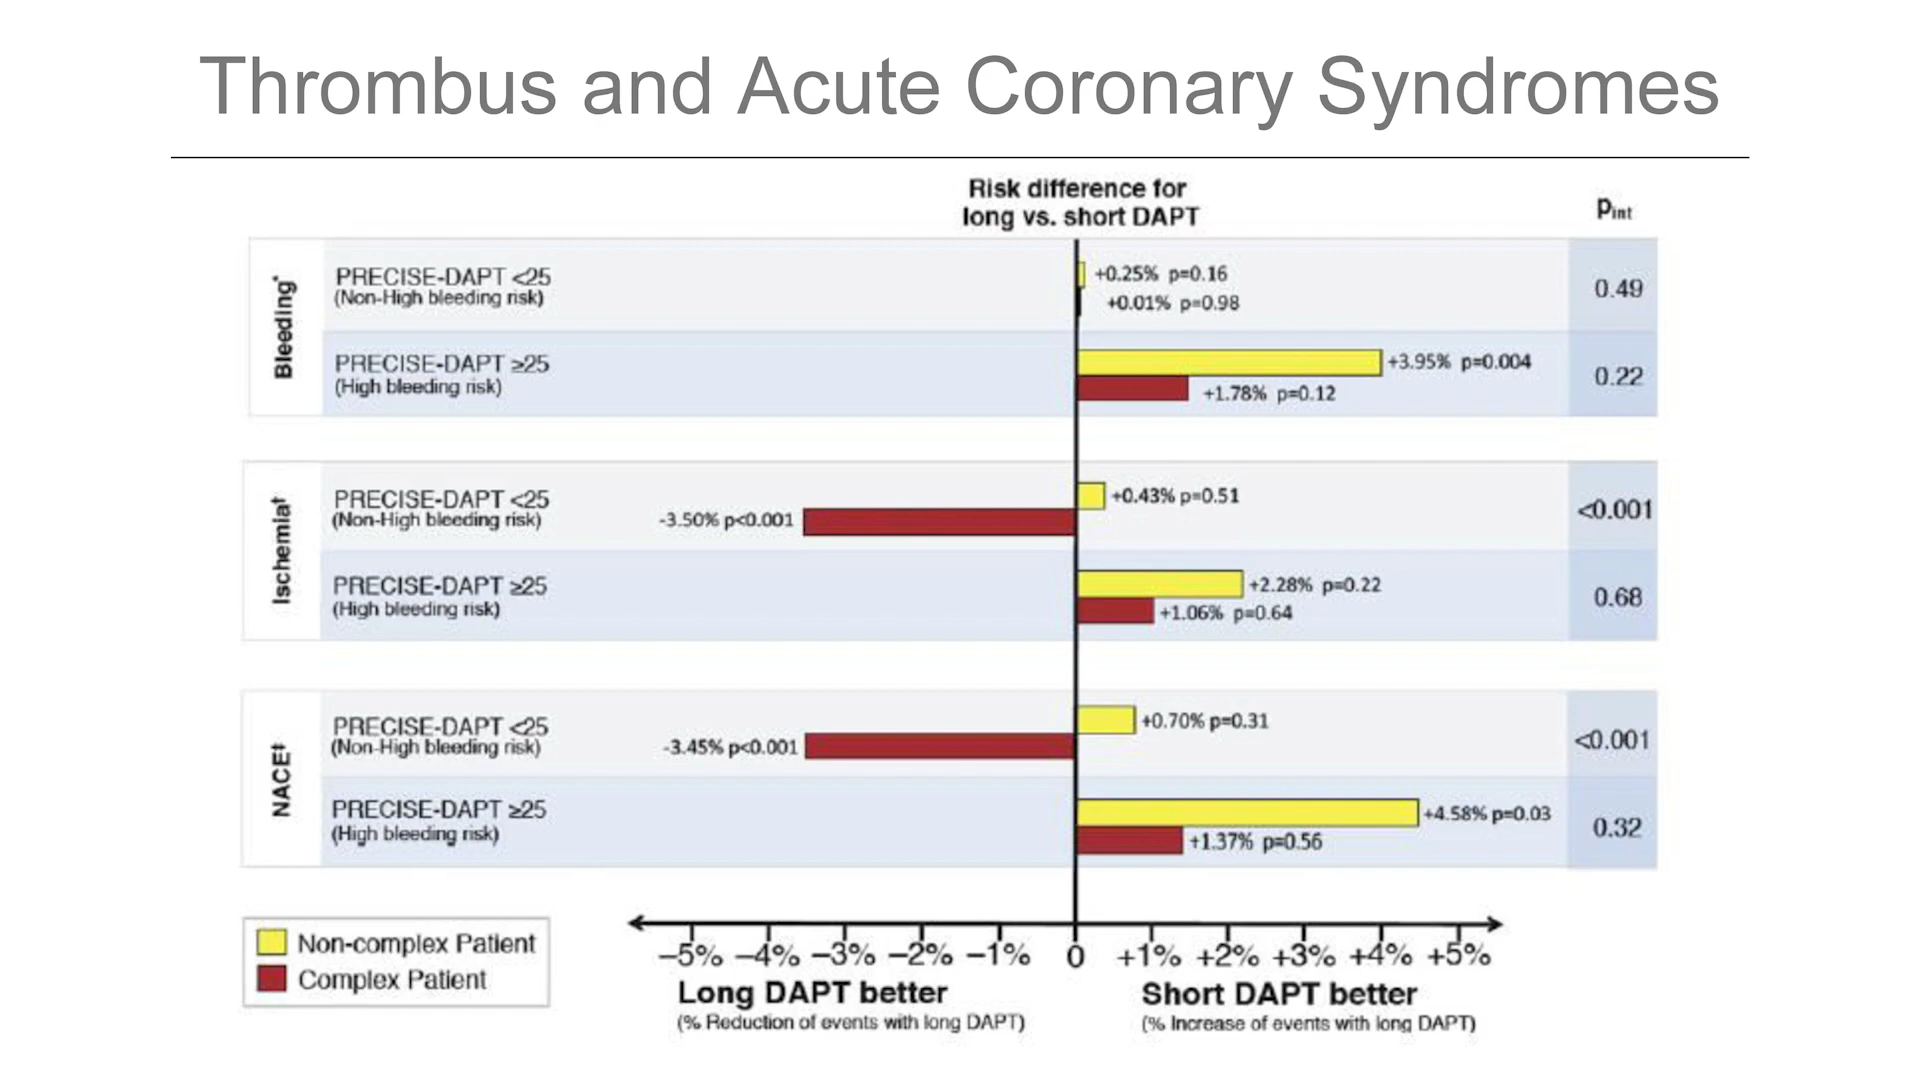 Thrombus and Acute Coronary Syndromes
Risk difference for
long vs. short DAPT
pint
Bleeding*
PRECISE-DAPT <25
(Non-High bleeding risk)
+0.25% p=0.16
+0.01% p=0.98
0.49
PRECISE-DAPT ≥25
(High bleeding risk)
+3.95% p=0.004
+1.78% p=0.12
0.22
Ischemia†
PRECISE-DAPT <25
(Non-High bleeding risk)
+0.43% p=0.51
-3.50% p<0.001
<0.001
PRECISE-DAPT ≥25
(High bleeding risk)
+2.28% p=0.22
+1.06% p=0.64
0.68
NACE‡
PRECISE-DAPT <25
(Non-High bleeding risk)
+0.70% p=0.31
-3.45% p<0.001
<0.001
PRECISE-DAPT ≥25
(High bleeding risk)
+4.58% p=0.03
+1.37% p=0.56
0.32
Non-complex Patient
Complex Patient
–5% –4% –3% –2% –1% 0 +1% +2% +3% +4% +5%
Long DAPT better
(% Reduction of events with long DAPT)
Short DAPT better
(% Increase of events with long DAPT)